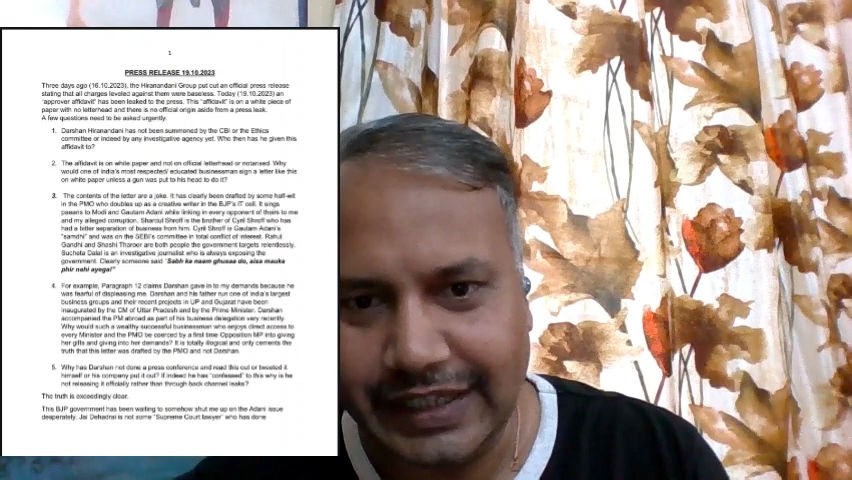 1
PRESS RELEASE 19.10.2023
Three days ago (16.10.2023), the Hiranandani Group put out an official press release
stating that all charges leveled against them were baseless. Today (19.10.2023) an
"approver affidavit" has been leaked to the press. This "affidavit" is on a white piece of
paper with no letterhead and there is no official origin aside from a press leak.
A few questions need to be asked urgently.
1. Darshan Hiranandani has not been summoned by the CBI or the Ethics
committee or indeed by any investigative agency yet. Who then has he given this
affidavit to?
2. The affidavit is on white paper and not on official letterhead or notarised. Why
would one of India's most respected/ educated businessman sign a letter like this
on white paper unless a gun was put to his head to do it?
3. The contents of the letter are a joke. It has clearly been drafted by some half-wit
in the PMO who doubles up as a creative writer in the BJP's IT cell. It sings
paeans to Modi and Gautam Adani while linking in every opponent of theirs to me
and my alleged corruption. Shardul Shroff is the brother of Cyril Shroff who has
had a bitter separation of business from him. Cyril Shroff is Gautam Adani's
"samdhi" and was on the SEBI's committee in total conflict of interest. Rahul
Gandhi and Shashi Tharoor are both people the government targets relentlessly.
Sucheta Dalal is an investigative journalist who is always exposing the
government. Clearly someone said "Sabh ka naam ghusaa do, aisa mauka
phir nahi ayega!"
4. For example, Paragraph 12 claims Darshan gave in to my demands because he
was fearful of displeasing me. Darshan and his father run one of India's largest
business groups and their recent projects in UP and Gujarat have been
inaugurated by the CM of Uttar Pradesh and by the Prime Minister. Darshan
accompanied the PM abroad as part of his business delegation very recently.
Why would such a wealthy successful businessman who enjoys direct access to
every Minister and the PMO be coerced by a first time Opposition MP into giving
her gifts and giving into her demands? It is totally illogical and only cements the
truth that this letter was drafted by the PMO and not Darshan.
5. Why has Darshan not done a press conference and read this out or tweeted it
himself or his company put it out? If indeed he has "confessed" to this why is he
not releasing it officially rather than through back channel leaks?
The truth is exceedingly clear.
This BJP government has been waiting to somehow shut me up on the Adani issue
desperately. Jai Dehadrai is not some "Supreme Court lawyer" who has done